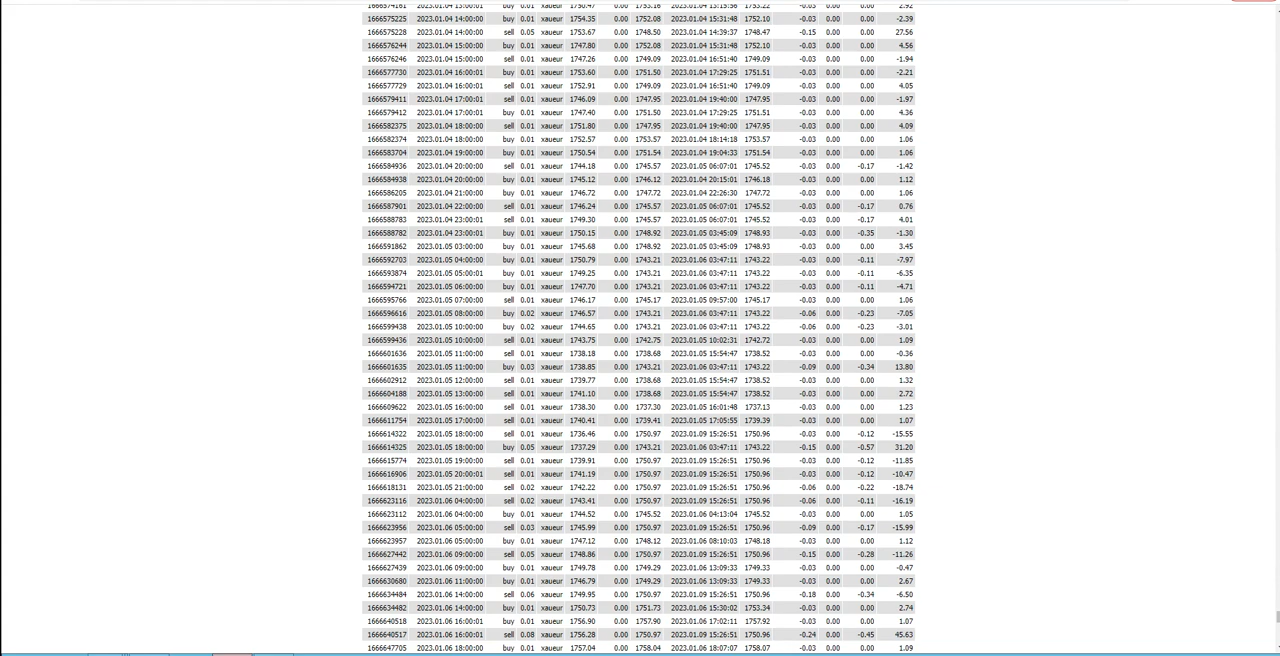 1666574161 2023.01.04 13:00:01 buy 0.01 xaueur 1750.47 0.00 1753.16 2023.01.04 13:15:56 1753.22 -0.03 0.00 0.00 2.92
1666575225 2023.01.04 14:00:00 buy 0.01 xaueur 1754.35 0.00 1752.08 2023.01.04 15:31:48 1752.10 -0.03 0.00 0.00 -2.39
1666575228 2023.01.04 14:00:00 sell 0.05 xaueur 1753.67 0.00 1748.50 2023.01.04 14:39:37 1748.47 -0.15 0.00 0.00 27.56
1666576244 2023.01.04 15:00:00 buy 0.01 xaueur 1747.80 0.00 1752.08 2023.01.04 15:31:48 1752.10 -0.03 0.00 0.00 4.56
1666576246 2023.01.04 15:00:00 sell 0.01 xaueur 1747.26 0.00 1749.09 2023.01.04 16:51:40 1749.09 -0.03 0.00 0.00 -1.94
1666577730 2023.01.04 16:00:01 buy 0.01 xaueur 1753.60 0.00 1751.50 2023.01.04 17:29:25 1751.51 -0.03 0.00 0.00 -2.21
1666577729 2023.01.04 16:00:01 sell 0.01 xaueur 1752.91 0.00 1749.09 2023.01.04 16:51:40 1749.09 -0.03 0.00 0.00 4.05
1666579411 2023.01.04 17:00:01 sell 0.01 xaueur 1746.09 0.00 1747.95 2023.01.04 19:40:00 1747.95 -0.03 0.00 0.00 -1.97
1666579412 2023.01.04 17:00:01 buy 0.01 xaueur 1747.40 0.00 1751.50 2023.01.04 17:29:25 1751.51 -0.03 0.00 0.00 4.36
1666582375 2023.01.04 18:00:00 sell 0.01 xaueur 1751.80 0.00 1747.95 2023.01.04 19:40:00 1747.95 -0.03 0.00 0.00 4.09
1666582374 2023.01.04 18:00:00 buy 0.01 xaueur 1752.57 0.00 1753.57 2023.01.04 18:14:18 1753.57 -0.03 0.00 0.00 1.06
1666583704 2023.01.04 19:00:00 buy 0.01 xaueur 1750.54 0.00 1751.54 2023.01.04 19:04:33 1751.54 -0.03 0.00 0.00 1.06
1666584936 2023.01.04 20:00:00 sell 0.01 xaueur 1744.18 0.00 1745.57 2023.01.05 06:07:01 1745.52 -0.03 0.00 -0.17 -1.42
1666584938 2023.01.04 20:00:00 buy 0.01 xaueur 1745.12 0.00 1746.12 2023.01.04 20:15:01 1746.18 -0.03 0.00 0.00 1.12
1666586205 2023.01.04 21:00:00 buy 0.01 xaueur 1746.72 0.00 1747.72 2023.01.04 22:26:30 1747.72 -0.03 0.00 0.00 1.06
1666587901 2023.01.04 22:00:00 sell 0.01 xaueur 1746.24 0.00 1745.57 2023.01.05 06:07:01 1745.52 -0.03 0.00 -0.17 0.76
1666588783 2023.01.04 23:00:01 sell 0.01 xaueur 1749.30 0.00 1745.57 2023.01.05 06:07:01 1745.52 -0.03 0.00 -0.17 4.01
1666588782 2023.01.04 23:00:01 buy 0.01 xaueur 1750.15 0.00 1748.92 2023.01.05 03:45:09 1748.93 -0.03 0.00 -0.35 -1.30
1666591862 2023.01.05 03:00:00 buy 0.01 xaueur 1745.68 0.00 1748.92 2023.01.05 03:45:09 1748.93 -0.03 0.00 0.00 3.45
1666592703 2023.01.05 04:00:00 buy 0.01 xaueur 1750.79 0.00 1743.21 2023.01.06 03:47:11 1743.22 -0.03 0.00 -0.11 -7.97
1666593874 2023.01.05 05:00:01 buy 0.01 xaueur 1749.25 0.00 1743.21 2023.01.06 03:47:11 1743.22 -0.03 0.00 -0.11 -6.35
1666594721 2023.01.05 06:00:00 buy 0.01 xaueur 1747.70 0.00 1743.21 2023.01.06 03:47:11 1743.22 -0.03 0.00 -0.11 -4.71
1666595766 2023.01.05 07:00:00 sell 0.01 xaueur 1746.17 0.00 1745.17 2023.01.05 09:57:00 1745.17 -0.03 0.00 0.00 1.06
1666596616 2023.01.05 08:00:00 buy 0.02 xaueur 1746.57 0.00 1743.21 2023.01.06 03:47:11 1743.22 -0.06 0.00 -0.23 -7.05
1666599438 2023.01.05 10:00:00 buy 0.02 xaueur 1744.65 0.00 1743.21 2023.01.06 03:47:11 1743.22 -0.06 0.00 -0.23 -3.01
1666599436 2023.01.05 10:00:00 sell 0.01 xaueur 1743.75 0.00 1742.75 2023.01.05 10:02:31 1742.72 -0.03 0.00 0.00 1.09
1666601636 2023.01.05 11:00:00 sell 0.01 xaueur 1738.18 0.00 1738.68 2023.01.05 15:54:47 1738.52 -0.03 0.00 0.00 -0.36
1666601635 2023.01.05 11:00:00 buy 0.03 xaueur 1738.85 0.00 1743.21 2023.01.06 03:47:11 1743.22 -0.09 0.00 -0.34 13.80
1666602912 2023.01.05 12:00:00 sell 0.01 xaueur 1739.77 0.00 1738.68 2023.01.05 15:54:47 1738.52 -0.03 0.00 0.00 1.32
1666604188 2023.01.05 13:00:00 sell 0.01 xaueur 1741.10 0.00 1738.68 2023.01.05 15:54:47 1738.52 -0.03 0.00 0.00 2.72
1666609622 2023.01.05 16:00:00 sell 0.01 xaueur 1738.30 0.00 1737.30 2023.01.05 16:01:48 1737.13 -0.03 0.00 0.00 1.23
1666611754 2023.01.05 17:00:00 sell 0.01 xaueur 1740.41 0.00 1739.41 2023.01.05 17:05:55 1739.39 -0.03 0.00 0.00 1.07
1666614322 2023.01.05 18:00:00 sell 0.01 xaueur 1736.46 0.00 1750.97 2023.01.09 15:26:51 1750.96 -0.03 0.00 -0.12 -15.55
1666614325 2023.01.05 18:00:00 buy 0.05 xaueur 1737.29 0.00 1743.21 2023.01.06 03:47:11 1743.22 -0.15 0.00 -0.57 31.20
1666615774 2023.01.05 19:00:00 sell 0.01 xaueur 1739.91 0.00 1750.97 2023.01.09 15:26:51 1750.96 -0.03 0.00 -0.12 -11.85
1666616906 2023.01.05 20:00:01 sell 0.01 xaueur 1741.19 0.00 1750.97 2023.01.09 15:26:51 1750.96 -0.03 0.00 -0.12 -10.47
1666618131 2023.01.05 21:00:00 sell 0.02 xaueur 1742.22 0.00 1750.97 2023.01.09 15:26:51 1750.96 -0.06 0.00 -0.22 -18.74
1666623116 2023.01.06 04:00:00 sell 0.02 xaueur 1743.41 0.00 1750.97 2023.01.09 15:26:51 1750.96 -0.06 0.00 -0.11 -16.19
1666623112 2023.01.06 04:00:00 buy 0.01 xaueur 1744.52 0.00 1745.52 2023.01.06 04:13:04 1745.52 -0.03 0.00 0.00 1.05
1666623956 2023.01.06 05:00:00 sell 0.03 xaueur 1745.99 0.00 1750.97 2023.01.09 15:26:51 1750.96 -0.09 0.00 -0.17 -15.99
1666623957 2023.01.06 05:00:00 buy 0.01 xaueur 1747.12 0.00 1748.12 2023.01.06 08:10:03 1748.18 -0.03 0.00 0.00 1.12
1666627442 2023.01.06 09:00:00 sell 0.05 xaueur 1748.86 0.00 1750.97 2023.01.09 15:26:51 1750.96 -0.15 0.00 -0.28 -11.26
1666627439 2023.01.06 09:00:00 buy 0.01 xaueur 1749.78 0.00 1749.29 2023.01.06 13:09:33 1749.33 -0.03 0.00 0.00 -0.47
1666630680 2023.01.06 11:00:00 buy 0.01 xaueur 1746.79 0.00 1749.29 2023.01.06 13:09:33 1749.33 -0.03 0.00 0.00 2.67
1666634484 2023.01.06 14:00:00 sell 0.06 xaueur 1749.95 0.00 1750.97 2023.01.09 15:26:51 1750.96 -0.18 0.00 -0.34 -6.50
1666634482 2023.01.06 14:00:00 buy 0.01 xaueur 1750.73 0.00 1751.73 2023.01.06 15:30:02 1753.34 -0.03 0.00 0.00 2.74
1666640518 2023.01.06 16:00:01 buy 0.01 xaueur 1756.90 0.00 1757.90 2023.01.06 17:02:11 1757.92 -0.03 0.00 0.00 1.07
1666640517 2023.01.06 16:00:01 sell 0.08 xaueur 1756.28 0.00 1750.97 2023.01.09 15:26:51 1750.96 -0.24 0.00 -0.45 45.63
1666647705 2023.01.06 18:00:00 buy 0.01 xaueur 1757.04 0.00 1758.04 2023.01.06 18:07:07 1758.07 -0.03 0.00 0.00 1.09